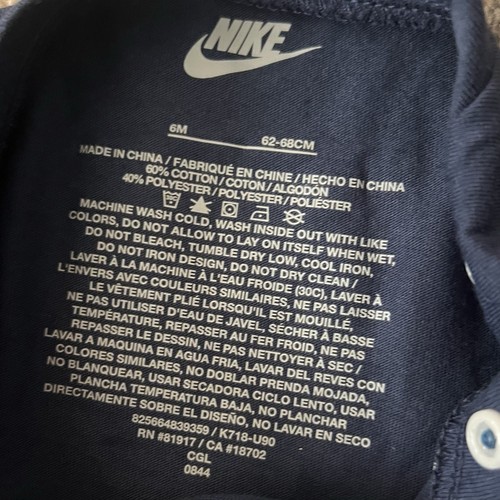 NIKE
6M 62-68CM
MADE IN CHINA / FABRIQUÉ EN CHINE / HECHO EN CHINA
60% COTTON / COTON / ALGODÓN
40% POLYESTER / POLYESTER / POLIÉSTER
MACHINE WASH COLD, WASH INSIDE OUT WITH LIKE
COLORS, DO NOT ALLOW TO LAY ON ITSELF WHEN WET,
DO NOT BLEACH, TUMBLE DRY LOW, COOL IRON,
DO NOT IRON DESIGN, DO NOT DRY CLEAN /
LAVER À LA MACHINE À L'EAU FROIDE (30C), LAVER À
L'ENVERS AVEC COULEURS SIMILAIRES, NE PAS LAISSER
LE VÊTEMENT PLIÉ LORSQU'IL EST MOUILLÉ,
NE PAS UTILISER D'EAU DE JAVEL, SÉCHER À BASSE
TEMPÉRATURE, REPASSER AU FER FROID, NE PAS
REPASSER LE DESSIN, NE PAS NETTOYER À SEC /
LAVAR A MAQUINA EN AGUA FRIA, LAVAR DEL REVES CON
COLORES SIMILARES, NO DOBLAR PRENDA MOJADA,
NO BLANQUEAR, USAR SECADORA CICLO LENTO, USAR
PLANCHA TEMPERATURA BAJA, NO PLANCHAR
DIRECTAMENTE SOBRE EL DISEÑO, NO LAVAR EN SECO
825664839359 / K718-U90
RN #81917 / CA #18702
CGL
0844